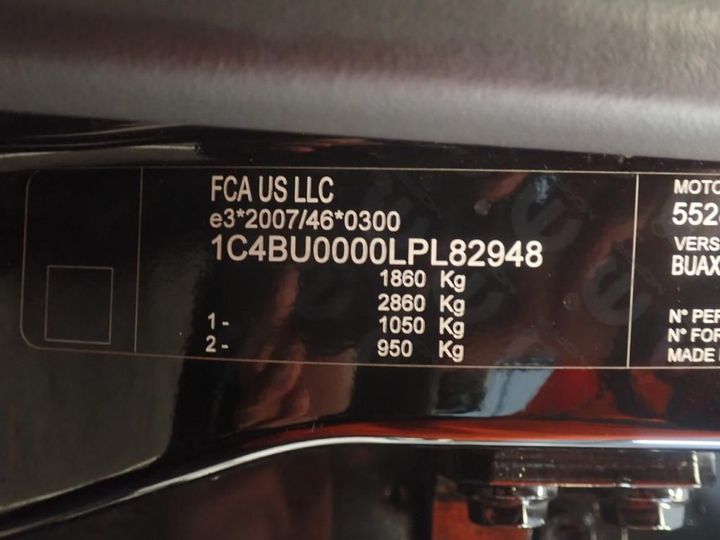 FCA US LLC
e3*2007/46*0300
1C4BU0000LPL82948
1860 Kg
2860 Kg
1- 1050 Kg
2- 950 Kg
MOTO
552
VERS
BUAX
N° PER
N° FOR
MADE